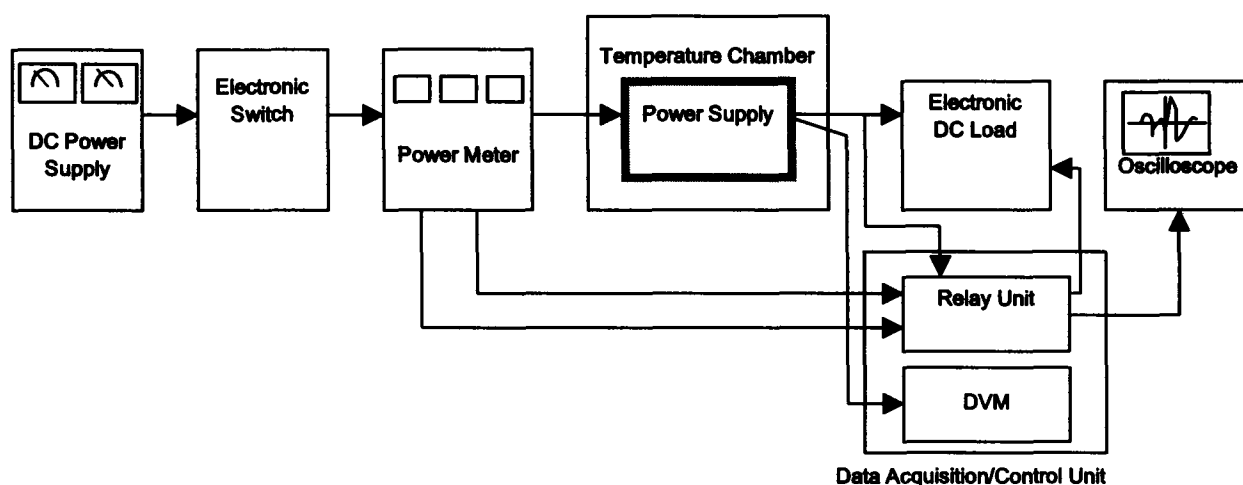 DC Power
Supply
Electronic
Switch
Power Meter
Temperature Chamber
Power Supply
Electronic
DC Load
Oscilloscope
Relay Unit
DVM
Data Acquisition/Control Unit